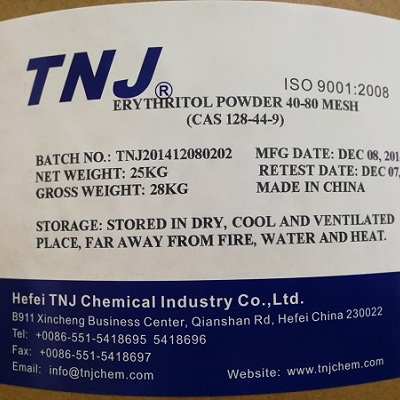 TNJ®
ISO 9001:2008
ERYTHRITOL POWDER 40-80 MESH
(CAS 128-44-9)
BATCH NO.: TNJ201412080202 MFG DATE: DEC 08, 201
NET WEIGHT: 25KG RETEST DATE: DEC 07,
GROSS WEIGHT: 28KG MADE IN CHINA
STORAGE: STORED IN DRY, COOL AND VENTILATED
PLACE, FAR AWAY FROM FIRE, WATER AND HEAT.
Hefei TNJ Chemical Industry Co.,Ltd.
B911 Xincheng Business Center, Qianshan Rd, Hefei China 230022
Tel: +0086-551-5418695 5418696
Fax: +0086-551-5418697
Email: info@tnjchem.com Website: www.tnjchem.com